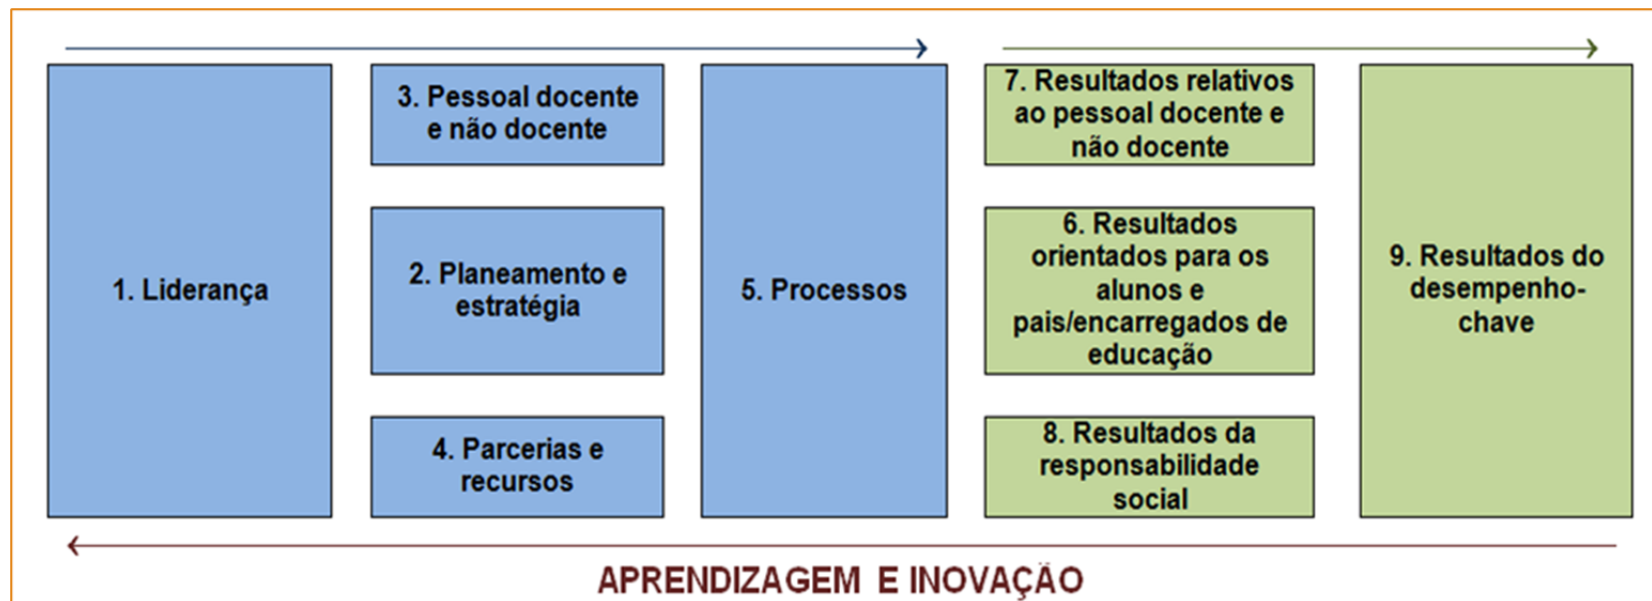 1. Liderança
3. Pessoal docente
e não docente
2. Planeamento e
estratégia
4. Parcerias e
recursos
5. Processos
7. Resultados relativos
ao pessoal docente e
não docente
6. Resultados
orientados para os
alunos e
pais/encarregados de
educação
8. Resultados da
responsabilidade
social
9. Resultados do
desempenho-
chave
APRENDIZAGEM E INOVAÇÃO